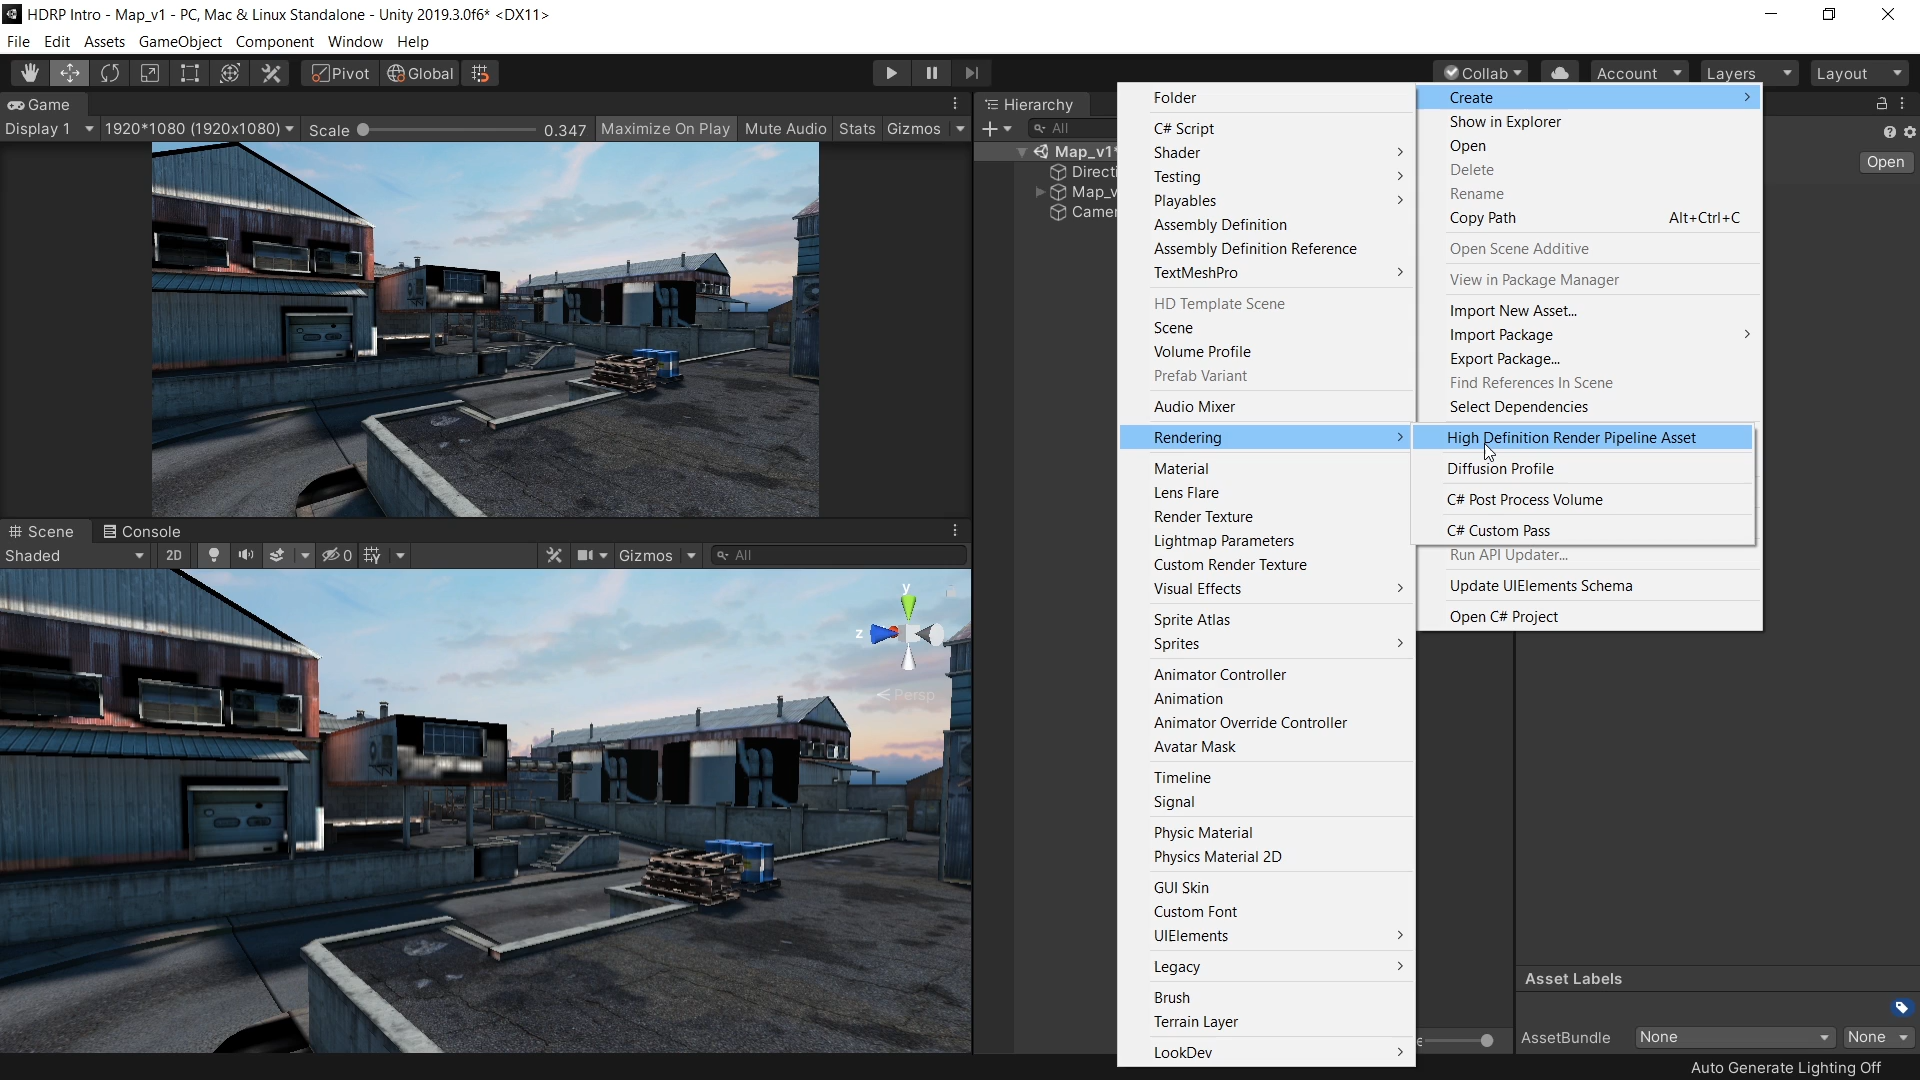 HDRP Intro - Map_v1 - PC, Mac & Linux Standalone - Unity 2019.3.0f6* <DX11>
File Edit Assets GameObject Component Window Help
Pivot Global Collab Account Layers Layout
Game
Display 1 1920*1080 (1920x1080) Scale 0.347 Maximize On Play Mute Audio Stats Gizmos
Hierarchy
All
Map_v1*
Open
Folder
C# Script
Shader
Testing
Playables
Assembly Definition
Assembly Definition Reference
TextMeshPro
HD Template Scene
Scene
Volume Profile
Prefab Variant
Audio Mixer
Rendering
Material
Lens Flare
Render Texture
Lightmap Parameters
Custom Render Texture
Visual Effects
Sprite Atlas
Sprites
Animator Controller
Animation
Animator Override Controller
Avatar Mask
Timeline
Signal
Physic Material
Physics Material 2D
GUI Skin
Custom Font
UIElements
Legacy
Brush
Terrain Layer
LookDev
Create
Show in Explorer
Open
Delete
Rename
Copy Path Alt+Ctrl+C
Open Scene Additive
View in Package Manager
Import New Asset...
Import Package
Export Package...
Find References In Scene
Select Dependencies
High Definition Render Pipeline Asset
Diffusion Profile
C# Post Process Volume
C# Custom Pass
Run API Updater...
Update UIElements Schema
Open C# Project
Scene Console
Shaded 2D 0 Gizmos All
y
z
Persp
Asset Labels
AssetBundle None None
Auto Generate Lighting Off